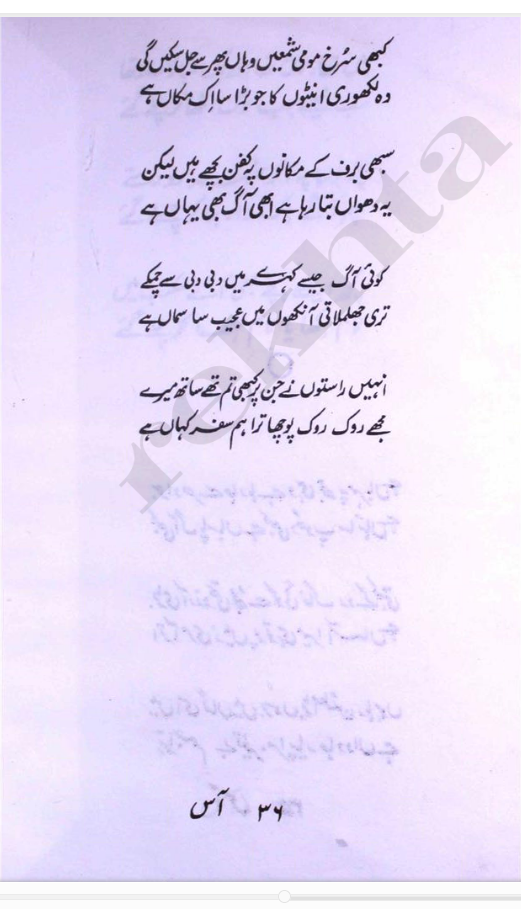 کبھی سُرخ مومی شمعیں وہاں پھر سے جل سکیں گی
وہ لکھوری اینٹوں کا جو بڑا سا اِک مکاں ہے
سبھی برف کے مکانوں پہ کفن بچھے ہیں لیکن
یہ دھواں بتا رہا ہے ابھی آگ بھی یہاں ہے
کوئی آگ جیسے کہرے میں دبی دبی سے چمکے
تری جھلملاتی آنکھوں میں عجیب سا سماں ہے
انہیں راستوں نے جن پر کبھی تم تھے ساتھ میرے
مجھے روک روک پوچھا ترا ہم سفر کہاں ہے
۳۶ آس
rekhta